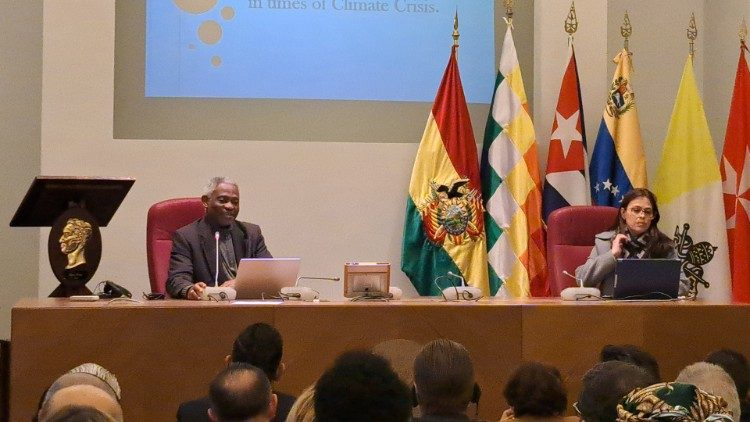 in times of Climate Crisis.